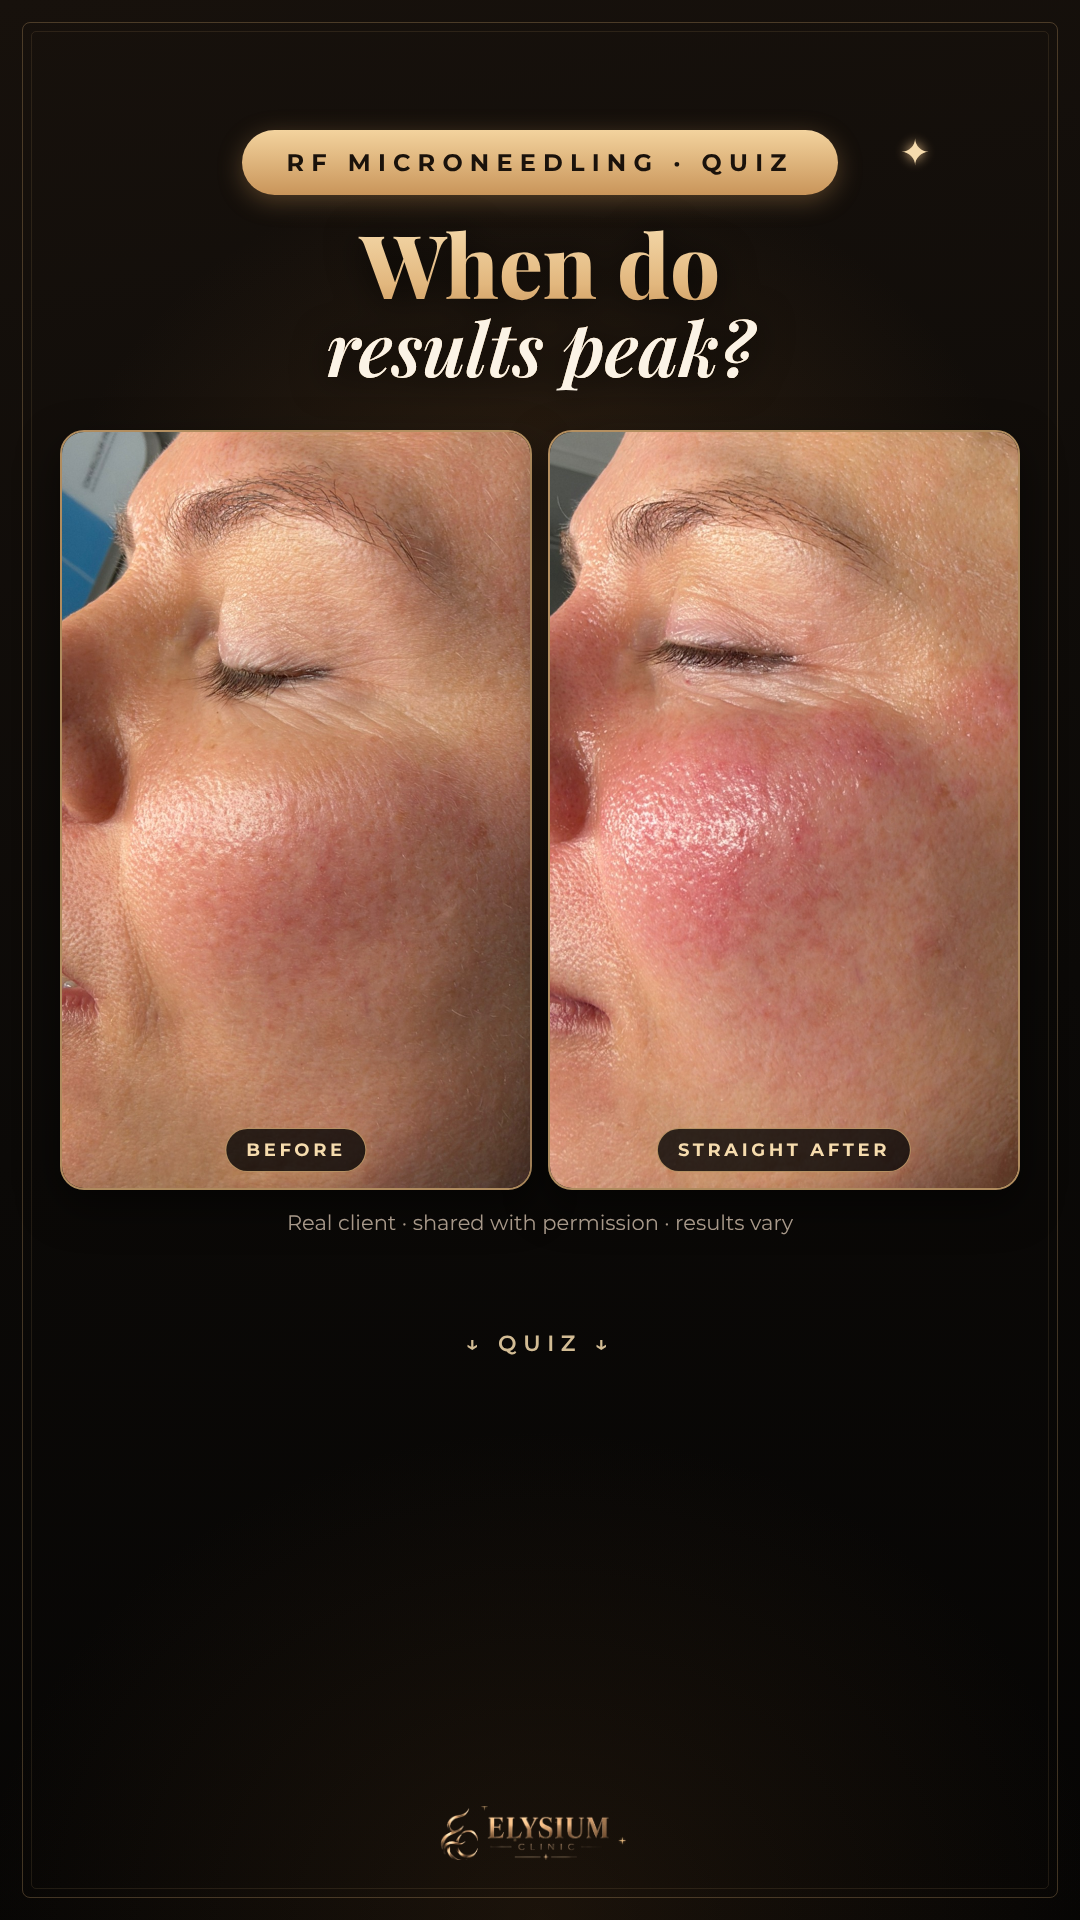 RF MICRONEEDLING · QUIZ
When do
results peak?
BEFORE
STRAIGHT AFTER
Real client · shared with permission · results vary
↓ QUIZ ↓
ELYSIUM
CLINIC